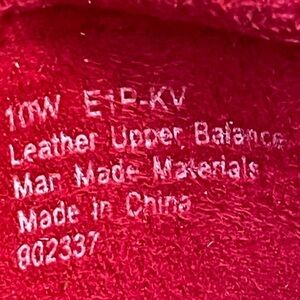 10W E1P-KV
Leather Upper Balance
Man Made Materials
Made In China
802337